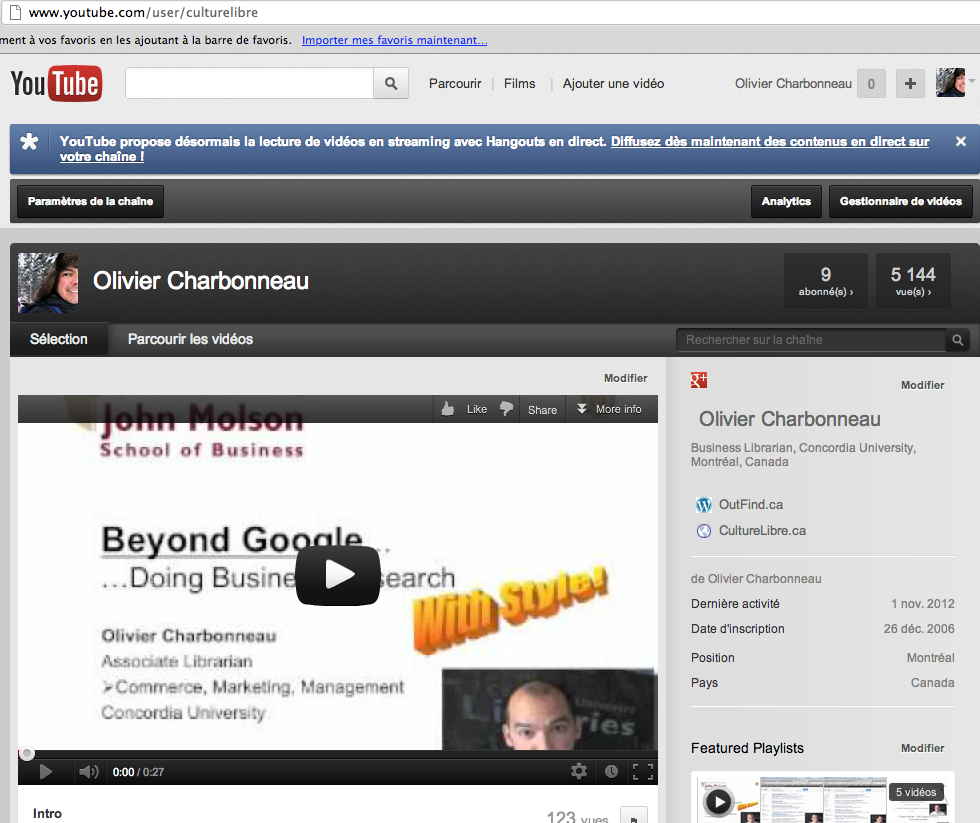 www.youtube.com/user/culturelibre
ment à vos favoris en les ajoutant à la barre de favoris. Importer mes favoris maintenant...
YouTube
Parcourir | Films | Ajouter une vidéo
Olivier Charbonneau 0 +
YouTube propose désormais la lecture de vidéos en streaming avec Hangouts en direct. Diffusez dès maintenant des contenus en direct sur
votre chaîne !
Paramètres de la chaîne
Analytics
Gestionnaire de vidéos
Olivier Charbonneau
9
abonné(s) ›
5 144
vue(s) ›
Sélection
Parcourir les vidéos
Rechercher sur la chaîne
Modifier
Like
Share
More info
John Molson
School of Business
Beyond Google...
...Doing Business Research
With Style!
Olivier Charbonneau
Associate Librarian
➢Commerce, Marketing, Management
Concordia University
University
Libraries
0:00 / 0:27
Intro
123 vues
g+
Modifier
Olivier Charbonneau
Business Librarian, Concordia University,
Montréal, Canada
OutFind.ca
CultureLibre.ca
de Olivier Charbonneau
Dernière activité 1 nov. 2012
Date d'inscription 26 déc. 2006
Position Montréal
Pays Canada
Featured Playlists
Modifier
5 vidéos